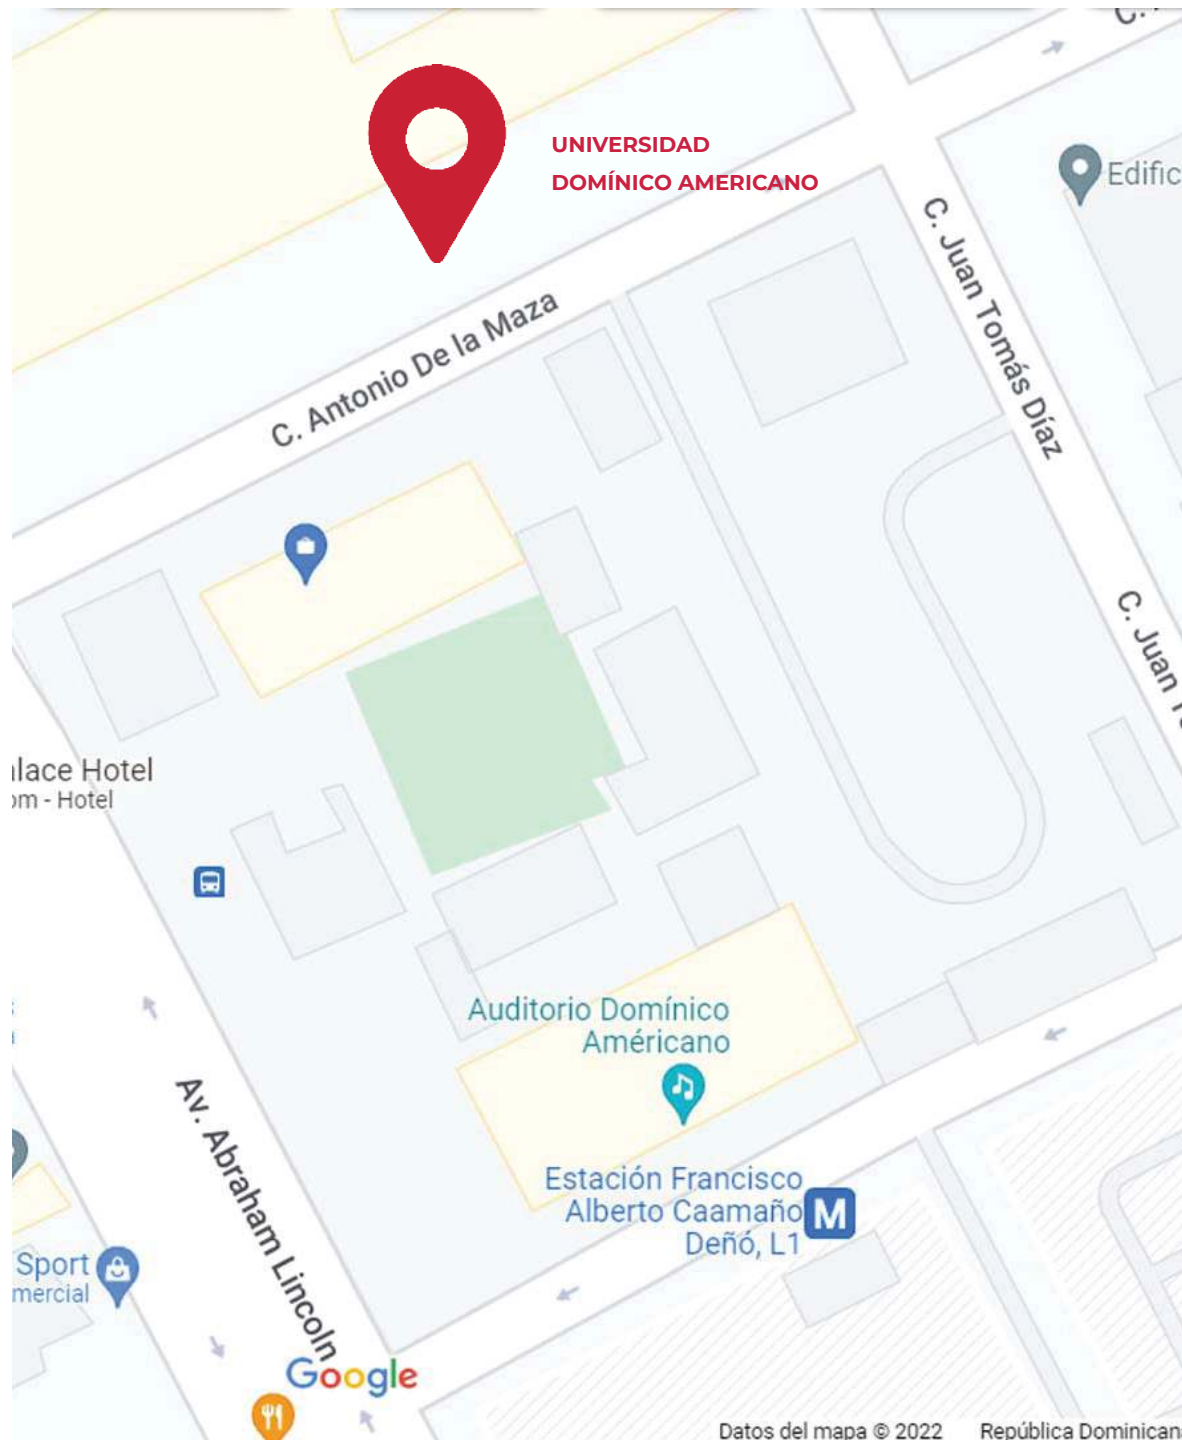 UNIVERSIDAD
DOMÍNICO AMERICANO
Edific
C. Juan Tomás Díaz
C. Antonio De la Maza
C. Juan
lace Hotel
om - Hotel
Auditorio Domínico
Américano
Av. Abraham Lincoln
Estación Francisco
Alberto Caamaño
Deñó, L1
M
Sport
mercial
Google
Datos del mapa © 2022 República Dominican